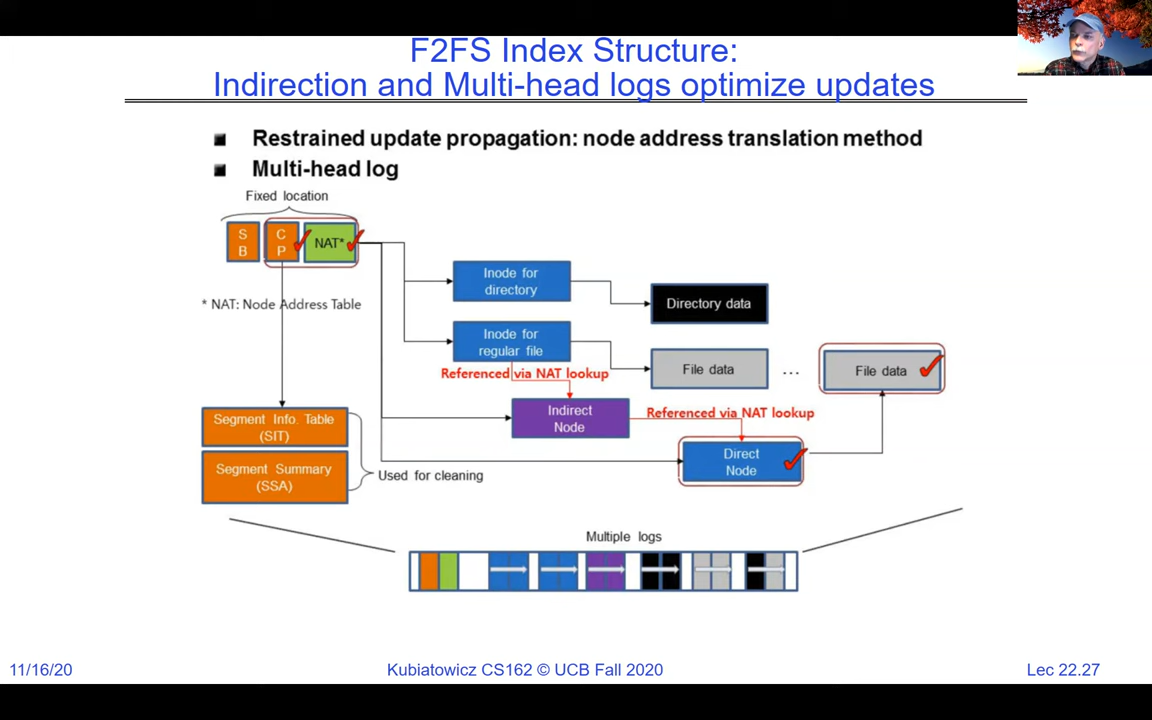 F2FS Index Structure:
Indirection and Multi-head logs optimize updates
Restrained update propagation: node address translation method
Multi-head log
Fixed location
S
B
C
P
NAT*
* NAT: Node Address Table
Inode for
directory
Directory data
Inode for
regular file
File data
...
File data
Referenced via NAT lookup
Indirect
Node
Referenced via NAT lookup
Direct
Node
Segment Info. Table
(SIT)
Segment Summary
(SSA)
Used for cleaning
Multiple logs
11/16/20
Kubiatowicz CS162 © UCB Fall 2020
Lec 22.27